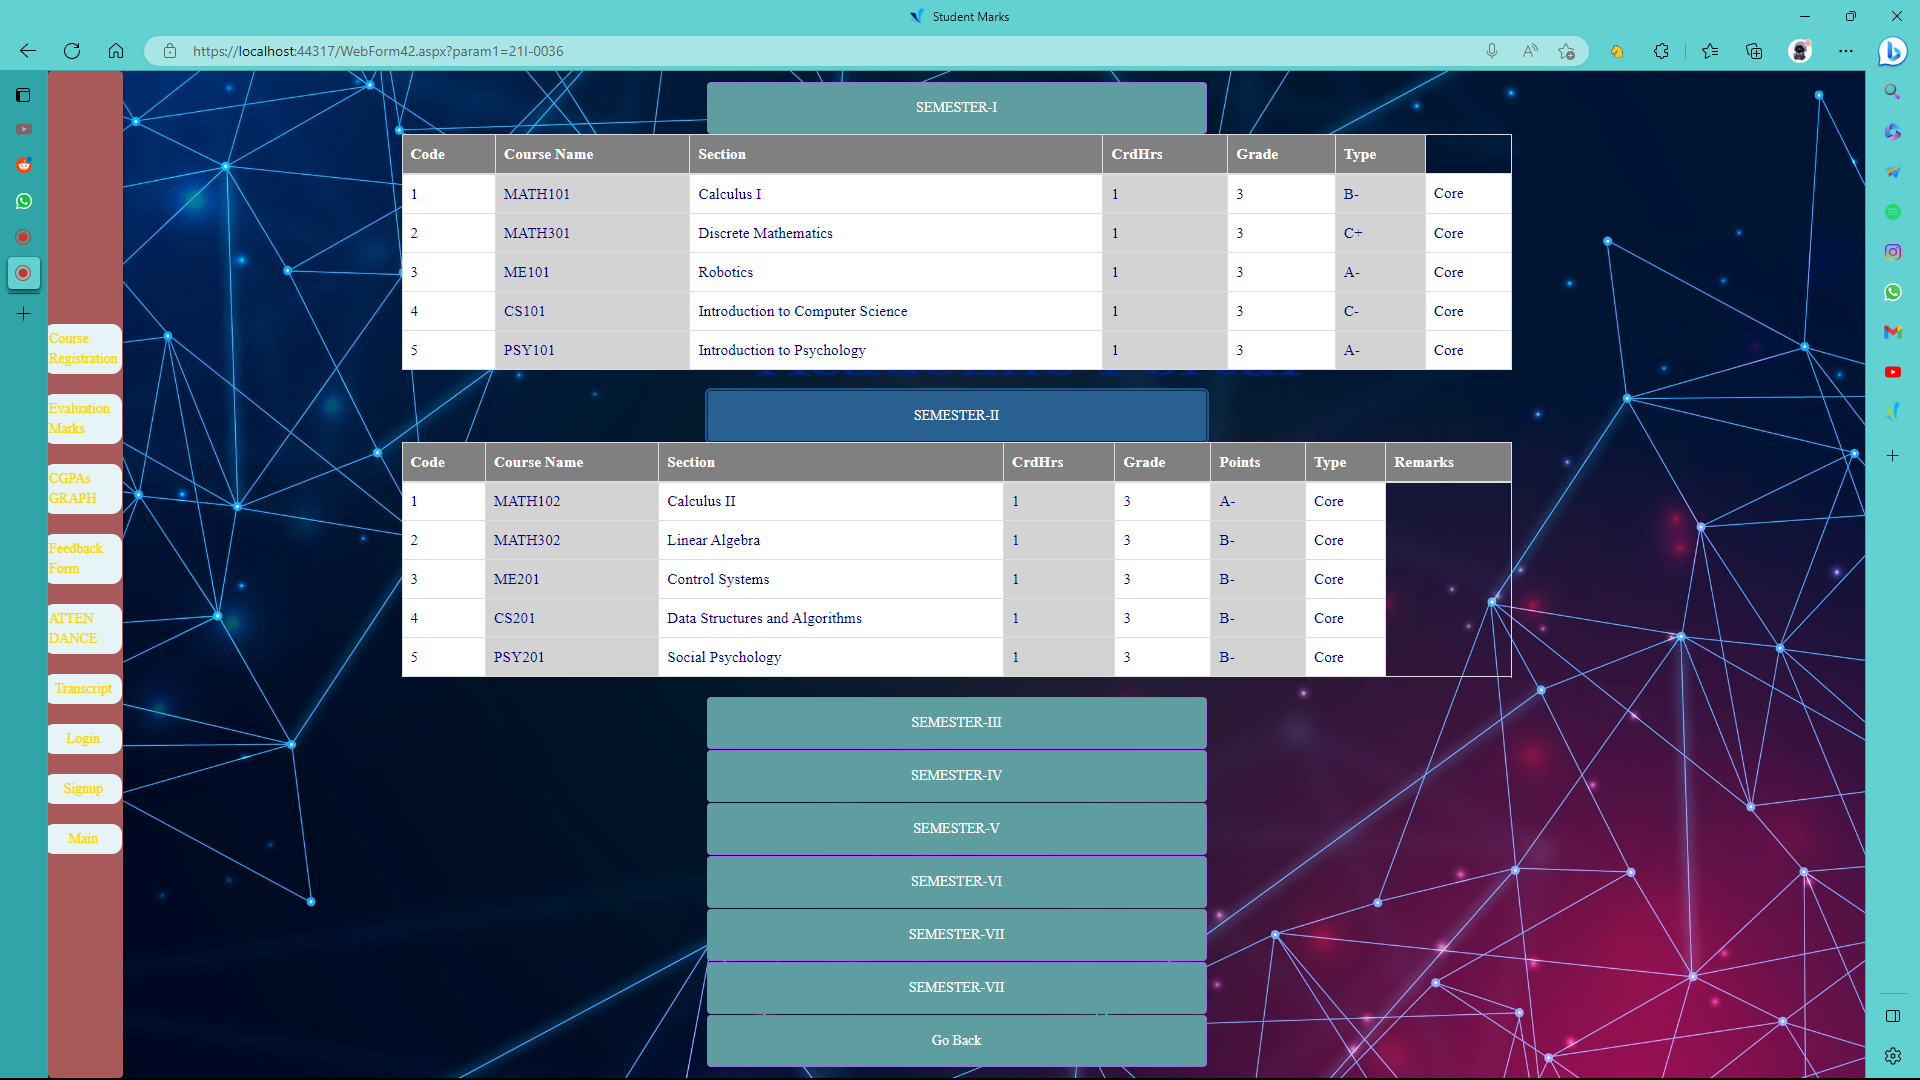 Student Marks
https://localhost:44317/WebForm42.aspx?param1=21I-0036
Course
Registration
Evaluation
Marks
CGPAs
GRAPH
Feedback
Form
ATTEN
DANCE
Transcript
Login
Signup
Main
SEMESTER-I
Code Course Name Section CrdHrs Grade Type
1 MATH101 Calculus I 1 3 B- Core
2 MATH301 Discrete Mathematics 1 3 C+ Core
3 ME101 Robotics 1 3 A- Core
4 CS101 Introduction to Computer Science 1 3 C- Core
5 PSY101 Introduction to Psychology 1 3 A- Core
SEMESTER-II
Code Course Name Section CrdHrs Grade Points Type Remarks
1 MATH102 Calculus II 1 3 A- Core
2 MATH302 Linear Algebra 1 3 B- Core
3 ME201 Control Systems 1 3 B- Core
4 CS201 Data Structures and Algorithms 1 3 B- Core
5 PSY201 Social Psychology 1 3 B- Core
SEMESTER-III
SEMESTER-IV
SEMESTER-V
SEMESTER-VI
SEMESTER-VII
SEMESTER-VII
Go Back